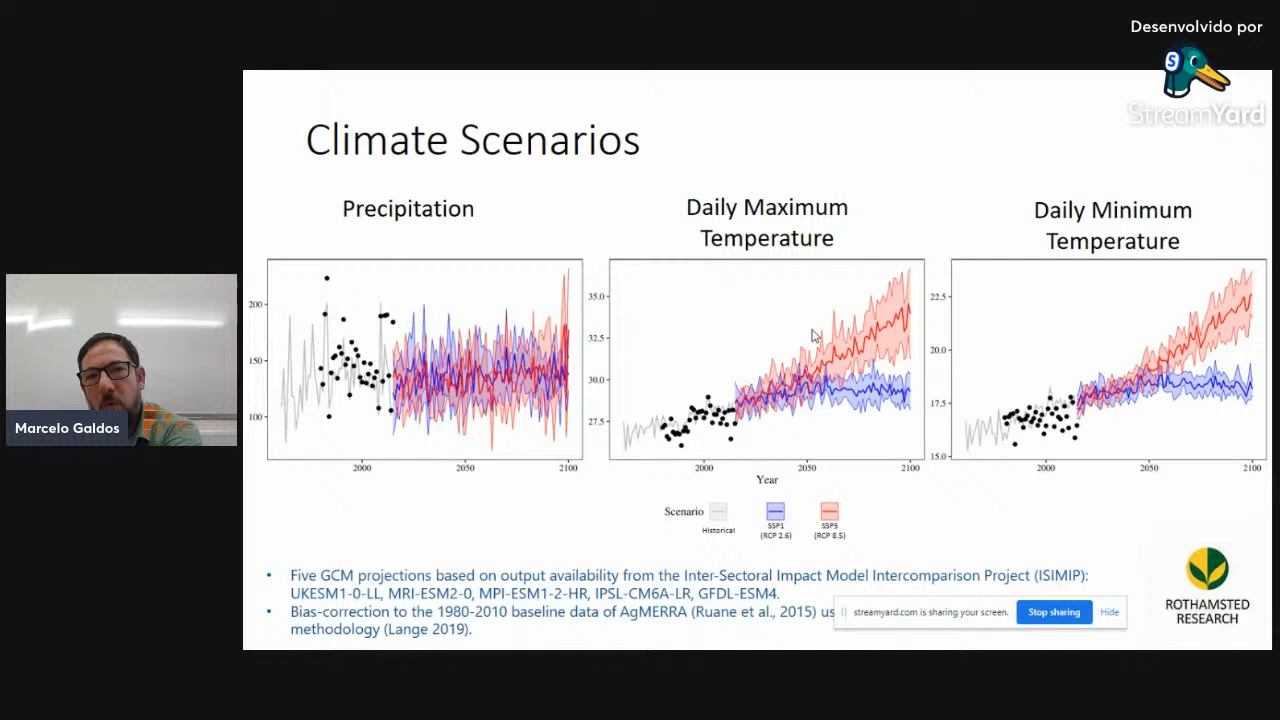 Desenvolvido por
S
StreamYard
Climate Scenarios
Precipitation
Daily Maximum
Temperature
Daily Minimum
Temperature
200
150
100
2000
2050
2100
35.0
32.5
30.0
27.5
2000
2050
2100
Year
22.5
20.0
17.5
15.0
2000
2050
2100
Marcelo Galdos
Scenario
Historical
SSP1
(RCP 2.6)
SSP5
(RCP 8.5)
• Five GCM projections based on output availability from the Inter-Sectoral Impact Model Intercomparison Project (ISIMIP):
UKESM1-0-LL, MRI-ESM2-0, MPI-ESM1-2-HR, IPSL-CM6A-LR, GFDL-ESM4.
• Bias-correction to the 1980-2010 baseline data of AgMERRA (Ruane et al., 2015) us
methodology (Lange 2019).
streamyard.com is sharing your screen.
Stop sharing
Hide
ROTHAMSTED
RESEARCH